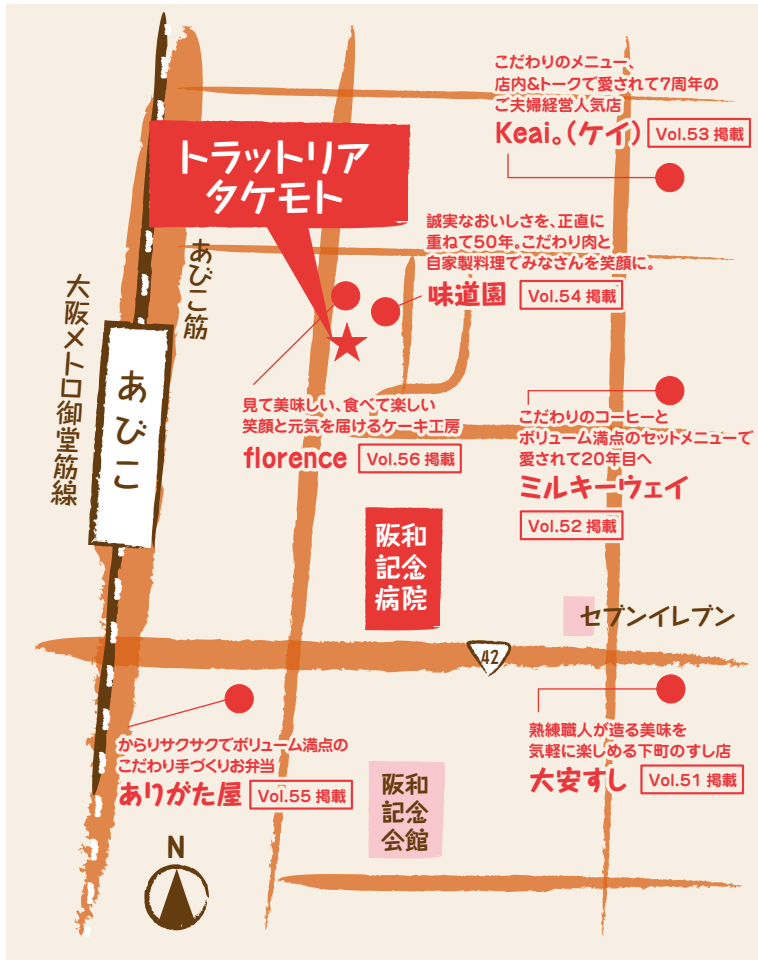 こだわりのメニュー、
店内&トークで愛されて7周年の
ご夫婦経営人気店
Keai。(ケイ) Vol.53 掲載
トラットリア
タケモト
誠実なおいしさを、正直に
重ねて50年。こだわり肉と
自家製料理でみなさんを笑顔に。
味道園 Vol.54 掲載
あびこ筋
大阪メトロ御堂筋線
あびこ
見て美味しい、食べて楽しい
笑顔と元気を届けるケーキ工房
florence Vol.56 掲載
こだわりのコーヒーと
ボリューム満点のセットメニューで
愛されて20年目へ
ミルキーウェイ
Vol.52 掲載
阪和
記念
病院
セブンイレブン
42
からりサクサクでボリューム満点の
こだわり手づくりお弁当
ありがた屋 Vol.55 掲載
熟練職人が造る美味を
気軽に楽しめる下町のすし店
大安すし Vol.51 掲載
阪和
記念
会館
N